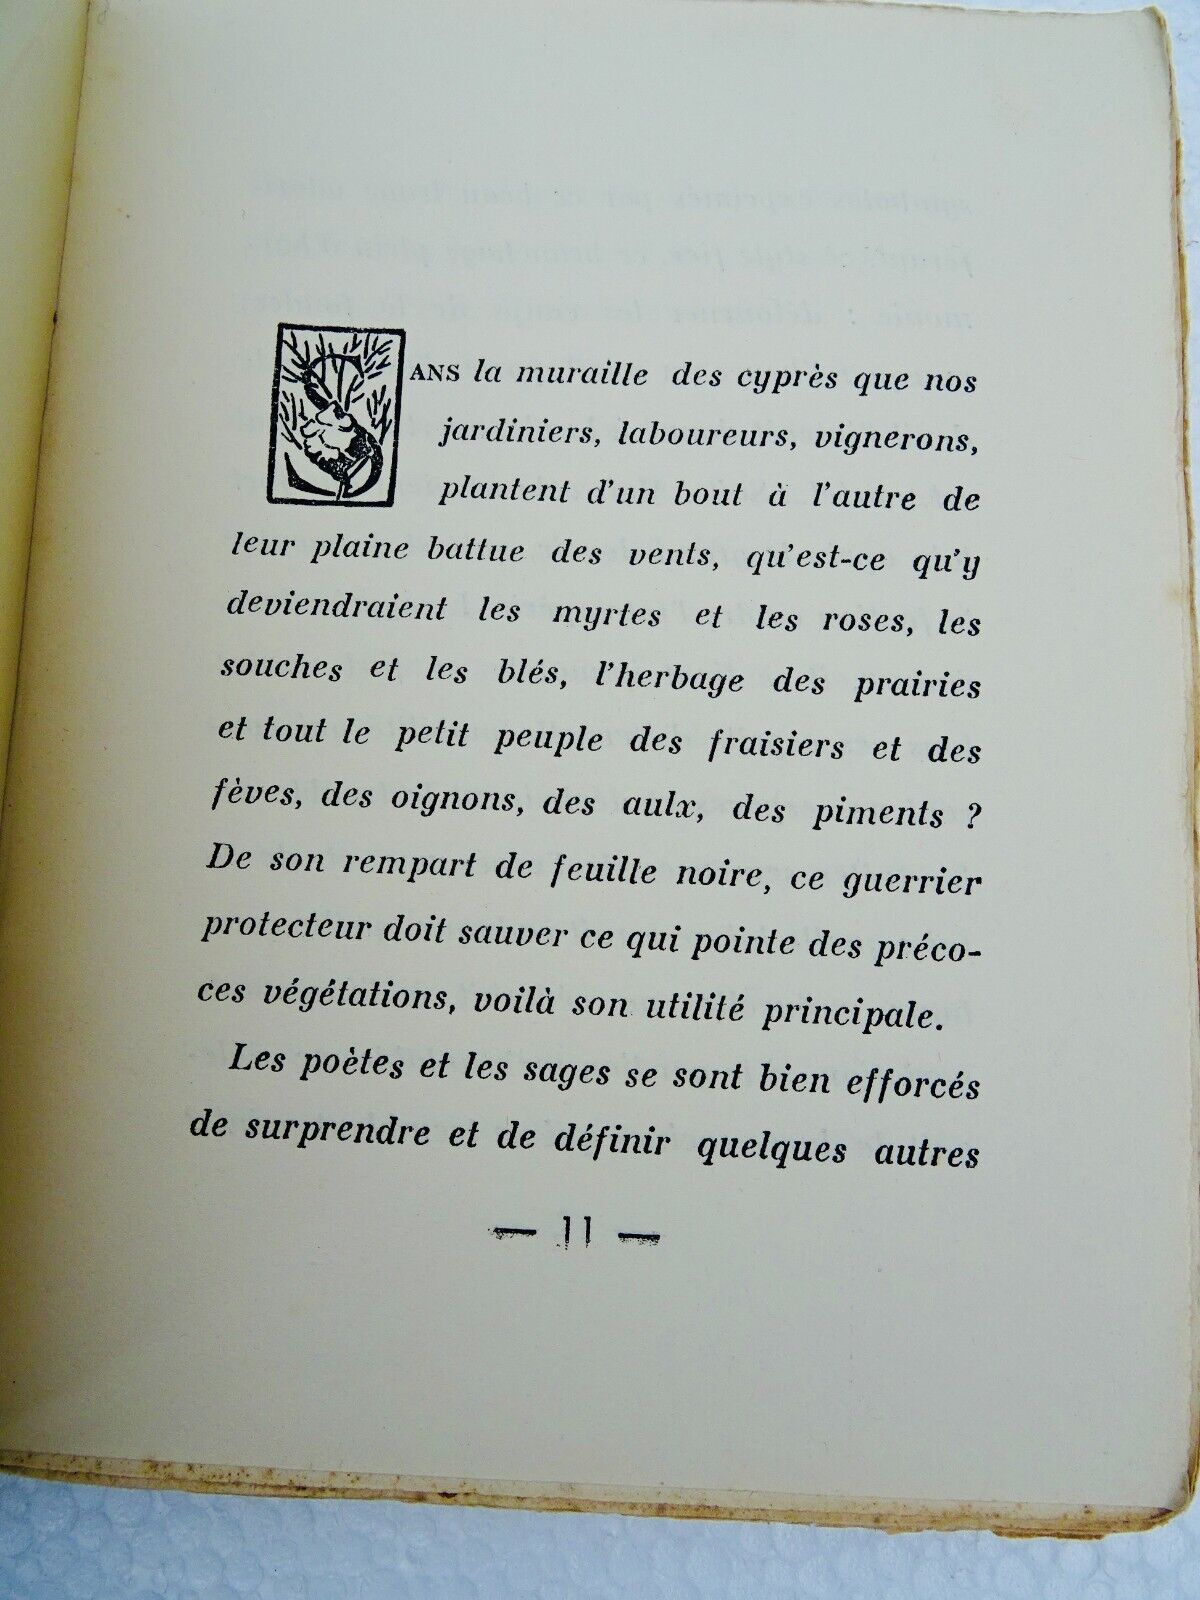 SANS la muraille des cyprès que nos
jardiniers, laboureurs, vignerons,
plantent d'un bout à l'autre de
leur plaine battue des vents, qu'est-ce qu'y
deviendraient les myrtes et les roses, les
souches et les blés, l'herbage des prairies
et tout le petit peuple des fraisiers et des
fèves, des oignons, des aulx, des piments ?
De son rempart de feuille noire, ce guerrier
protecteur doit sauver ce qui pointe des préco-
ces végétations, voilà son utilité principale.
Les poètes et les sages se sont bien efforcés
de surprendre et de définir quelques autres
— 11 —